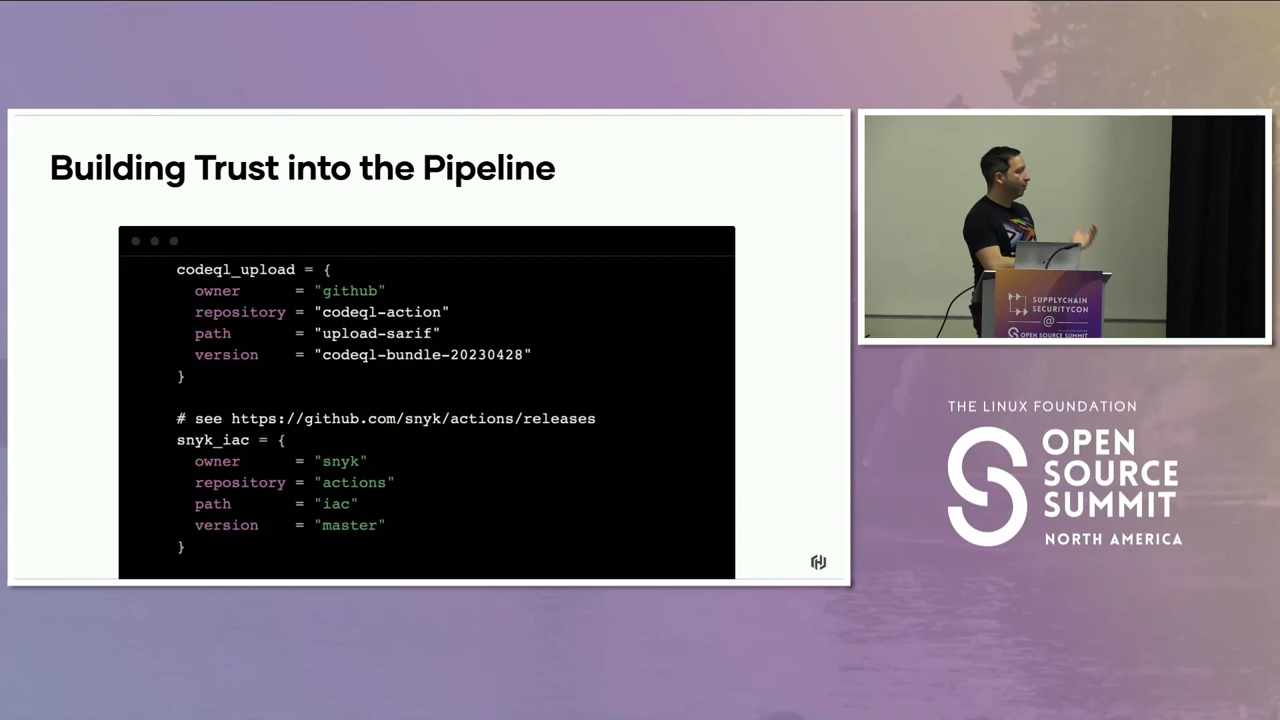 Building Trust into the Pipeline
codeql_upload = {
owner = "github"
repository = "codeql-action"
path = "upload-sarif"
version = "codeql-bundle-20230428"
}
# see https://github.com/snyk/actions/releases
snyk_iac = {
owner = "snyk"
repository = "actions"
path = "iac"
version = "master"
}
SUPPLYCHAIN
SECURITYCON
@
OPEN SOURCE SUMMIT
THE LINUX FOUNDATION
OPEN
SOURCE
SUMMIT
NORTH AMERICA